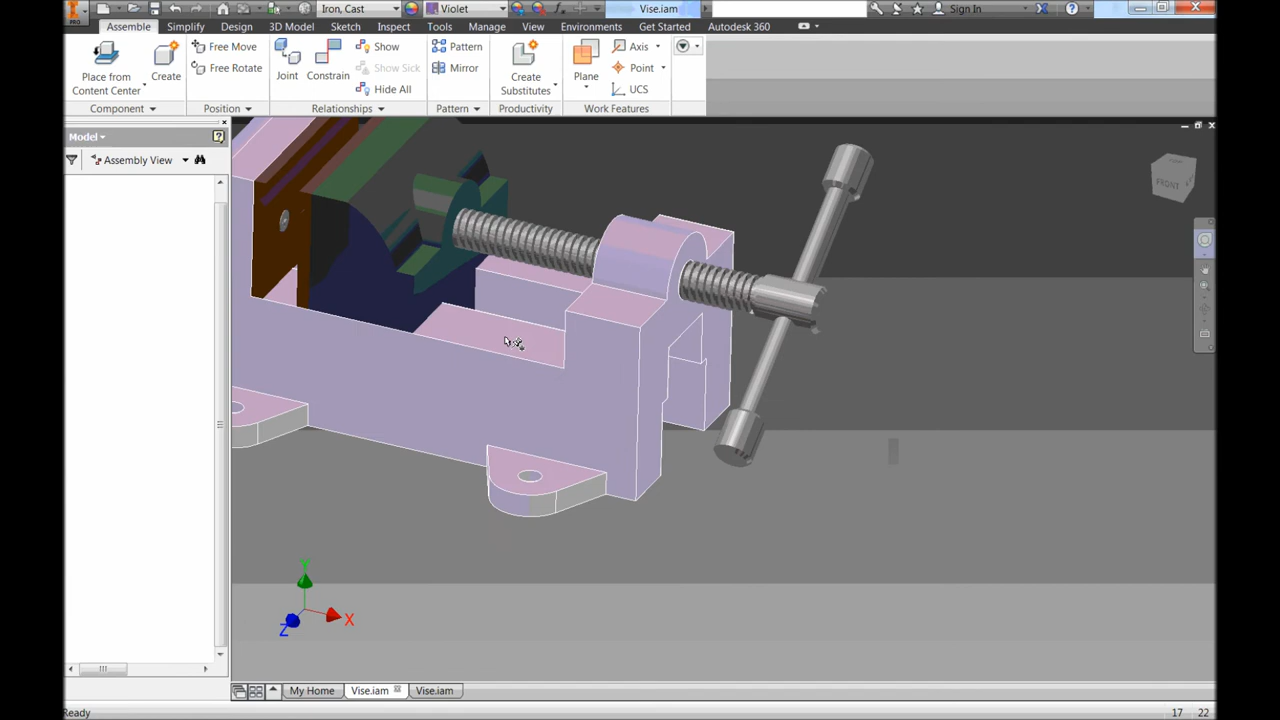 Iron, Cast
Violet
fx
Vise.iam
Sign In
PRO
Assemble
Simplify
Design
3D Model
Sketch
Inspect
Tools
Manage
View
Environments
Get Started
Autodesk 360
Place from
Content Center
Create
Free Move
Free Rotate
Joint
Constrain
Show
Show Sick
Hide All
Pattern
Mirror
Create
Substitutes
Plane
Axis
Point
UCS
Component
Position
Relationships
Pattern
Productivity
Work Features
Model
Assembly View
FRONT
Y
X
Z
My Home
Vise.iam
Vise.iam
Ready
17
22